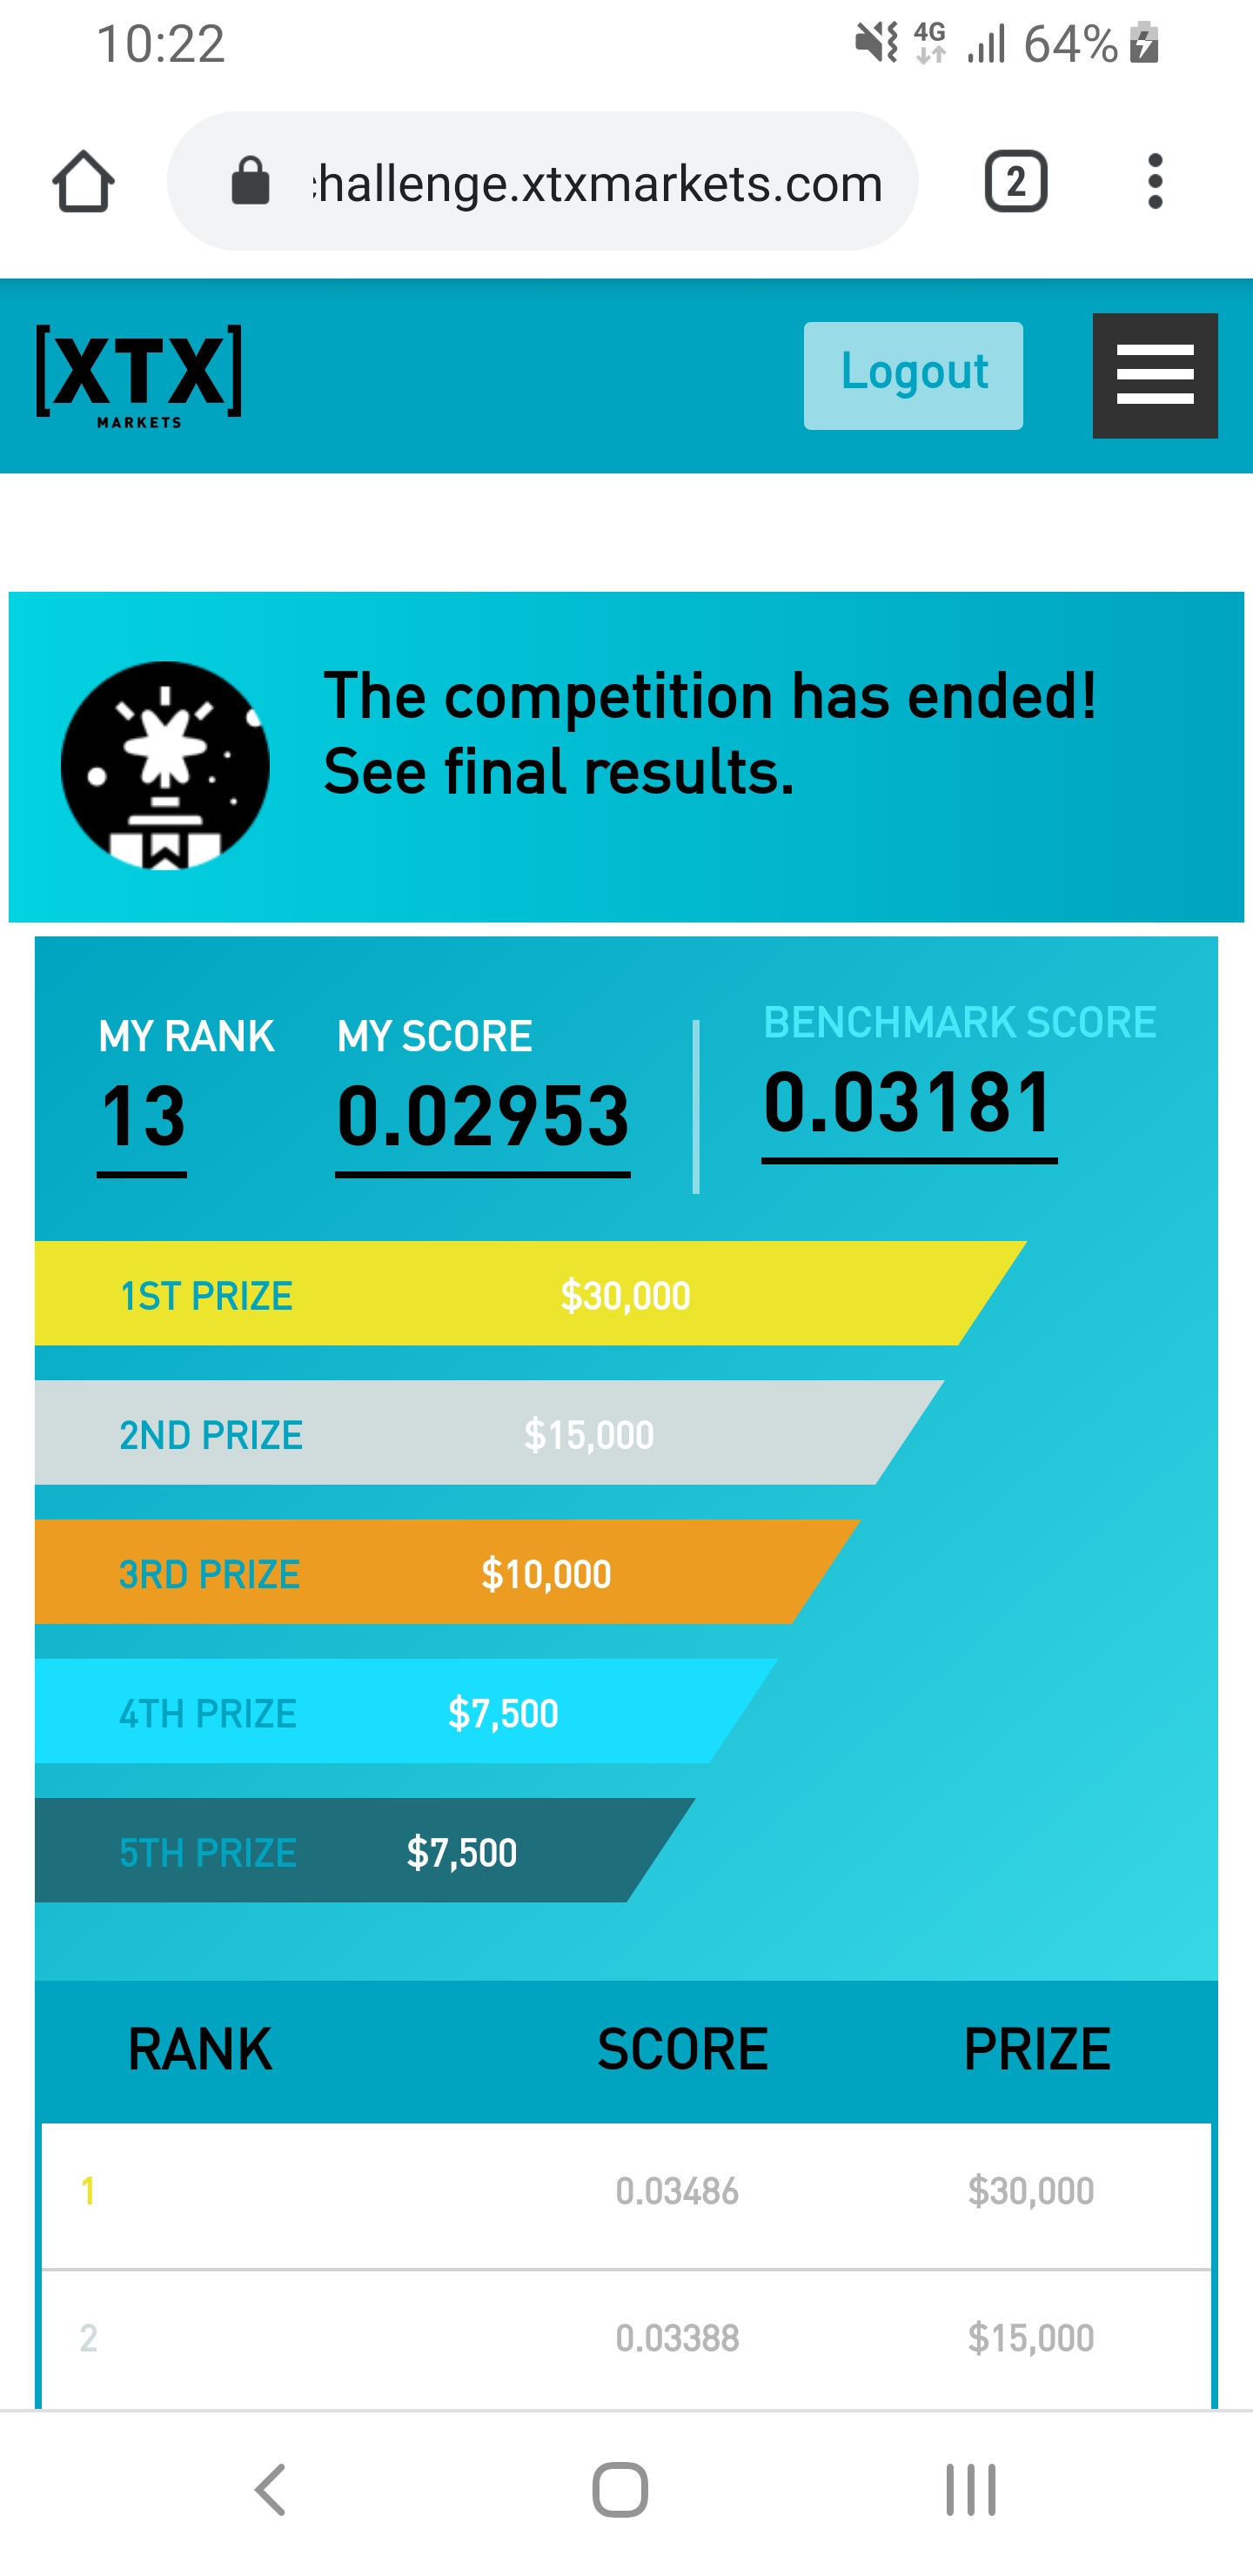 10:22
4G
64%
challenge.xtxmarkets.com
2
[XTX]
MARKETS
Logout
The competition has ended!
See final results.
MY RANK MY SCORE BENCHMARK SCORE
13 0.02953 0.03181
1ST PRIZE $30,000
2ND PRIZE $15,000
3RD PRIZE $10,000
4TH PRIZE $7,500
5TH PRIZE $7,500
RANK SCORE PRIZE
1 0.03486 $30,000
2 0.03388 $15,000